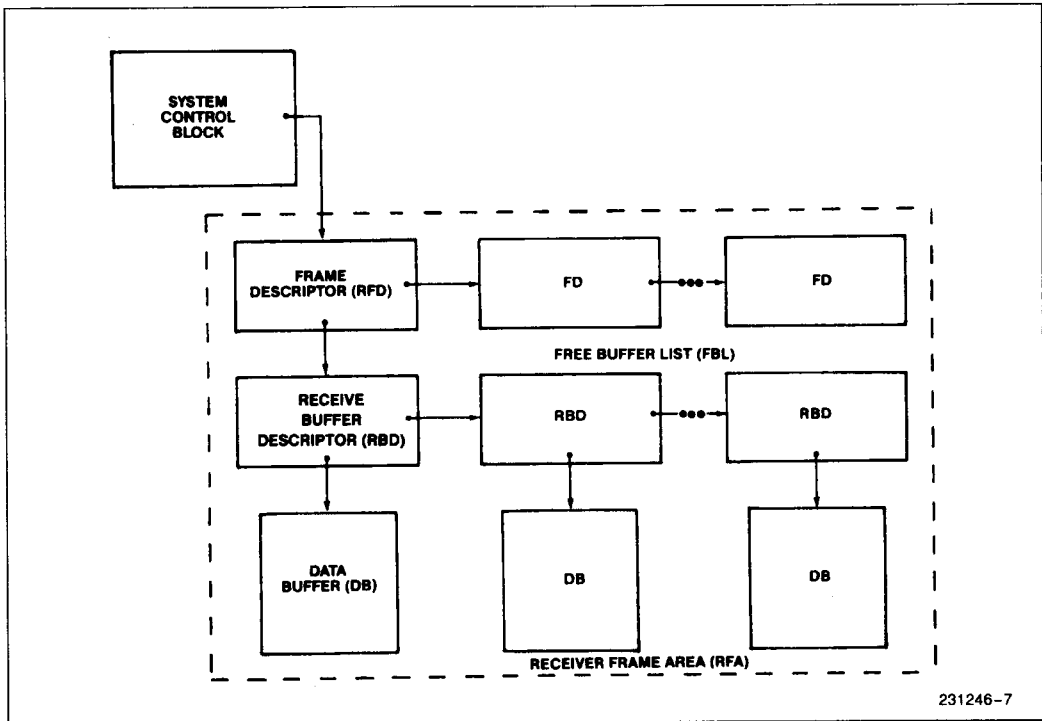 SYSTEM
CONTROL
BLOCK
FRAME
DESCRIPTOR (RFD)
FD
FD
FREE BUFFER LIST (FBL)
RECEIVE
BUFFER
DESCRIPTOR (RBD)
RBD
RBD
DATA
BUFFER (DB)
DB
DB
RECEIVER FRAME AREA (RFA)
231246-7